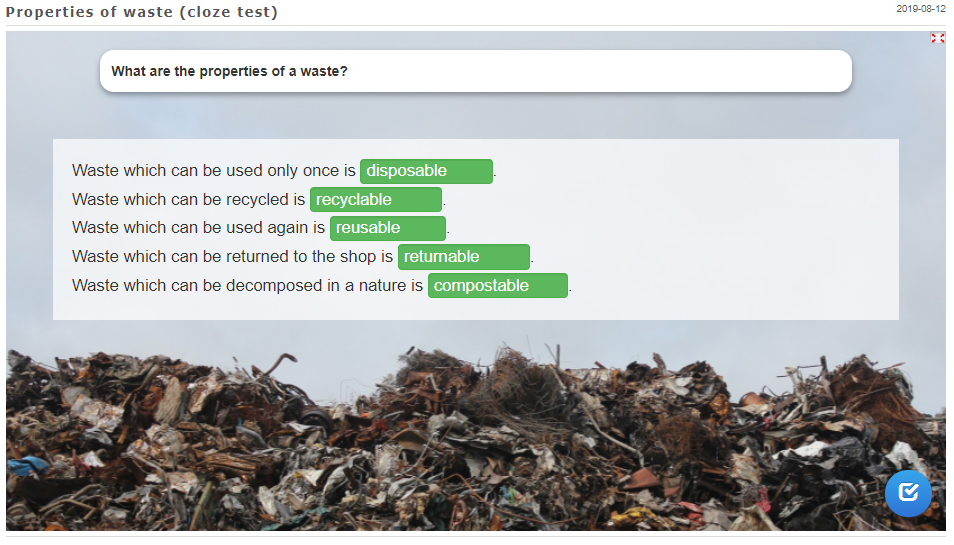 Properties of waste (cloze test)
2019-08-12
What are the properties of a waste?
Waste which can be used only once is disposable.
Waste which can be recycled is recyclable.
Waste which can be used again is reusable.
Waste which can be returned to the shop is returnable.
Waste which can be decomposed in a nature is compostable.